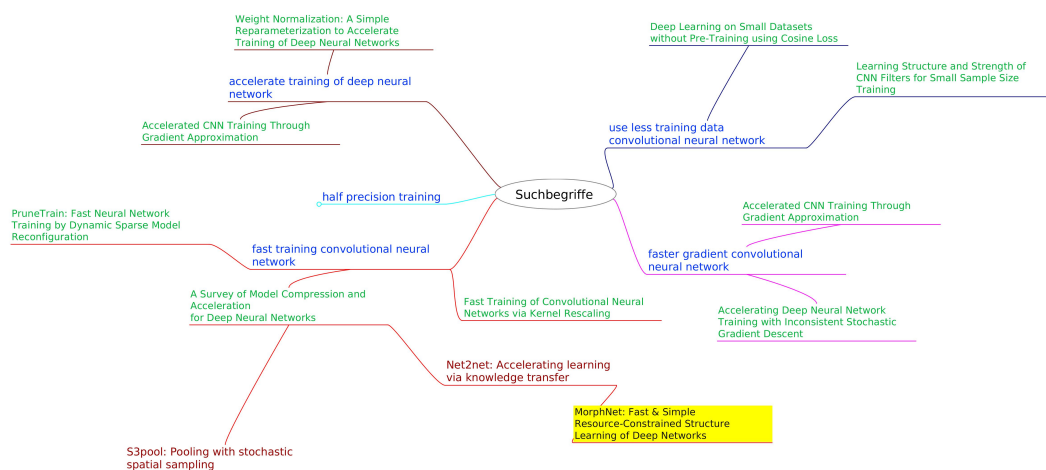 Weight Normalization: A Simple
Reparameterization to Accelerate
Training of Deep Neural Networks
accelerate training of deep neural
network
Accelerated CNN Training Through
Gradient Approximation
Deep Learning on Small Datasets
without Pre-Training using Cosine Loss
Learning Structure and Strength of
CNN Filters for Small Sample Size
Training
use less training data
convolutional neural network
Suchbegriffe
half precision training
PruneTrain: Fast Neural Network
Training by Dynamic Sparse Model
Reconfiguration
fast training convolutional neural
network
Accelerated CNN Training Through
Gradient Approximation
faster gradient convolutional
neural network
A Survey of Model Compression and
Acceleration
for Deep Neural Networks
Fast Training of Convolutional Neural
Networks via Kernel Rescaling
Accelerating Deep Neural Network
Training with Inconsistent Stochastic
Gradient Descent
Net2net: Accelerating learning
via knowledge transfer
MorphNet: Fast & Simple
Resource-Constrained Structure
Learning of Deep Networks
S3pool: Pooling with stochastic
spatial sampling